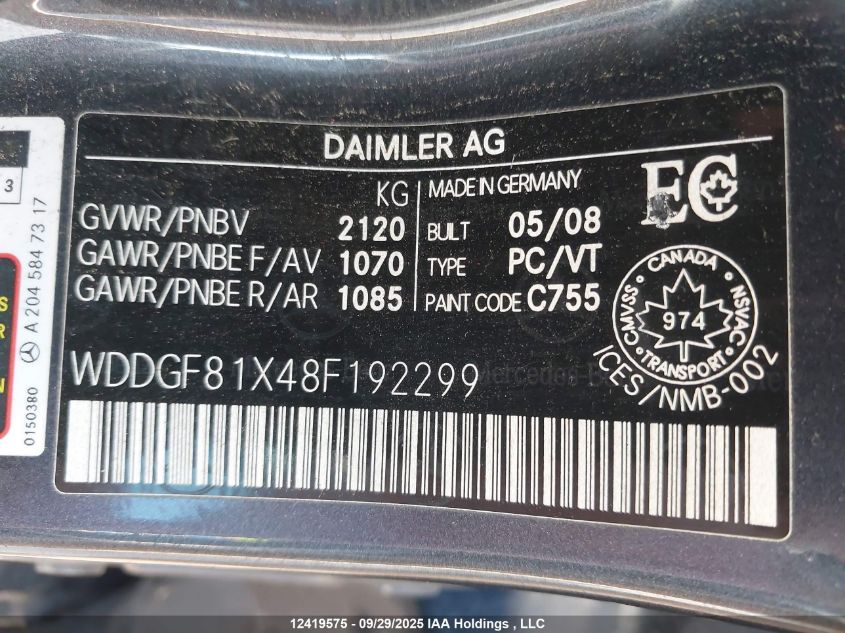 DAIMLER AG
KG
GVWR/PNBV 2120
GAWR/PNBE F/AV 1070
GAWR/PNBE R/AR 1085
MADE IN GERMANY
BUILT 05/08
TYPE PC/VT
PAINT CODE C755
EC
CANADA
CMVSS 974 NSVAC
TRANSPORT
ICES/NMB-002
WDDGF81X48F192299
3
A 204 584 73 17
0150380
S
R
N
12419575 - 09/29/2025 IAA Holdings , LLC